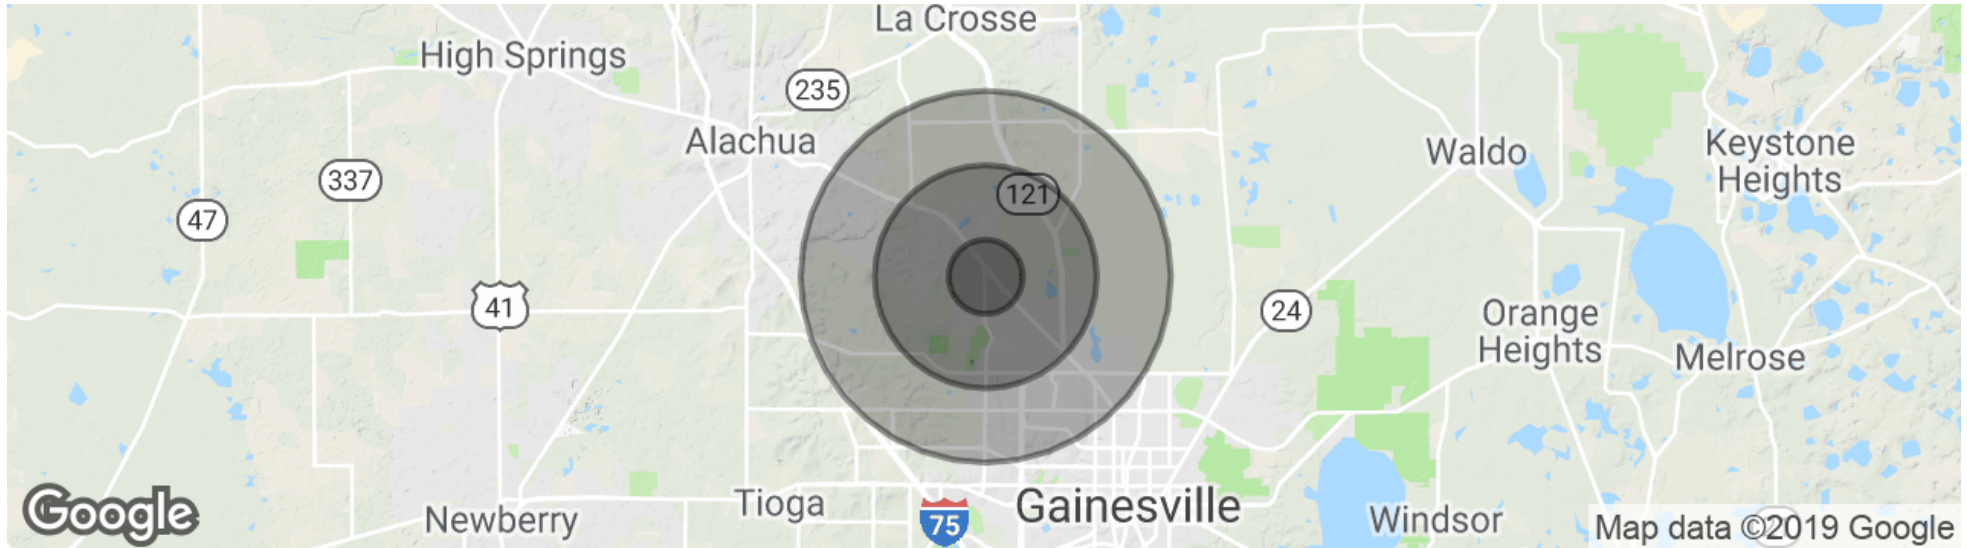 La Crosse
High Springs
235
Alachua
Waldo
Keystone
Heights
337
121
47
41
24
Orange
Heights
Melrose
Google
Newberry
Tioga
75
Gainesville
Windsor
Map data ©2019 Google